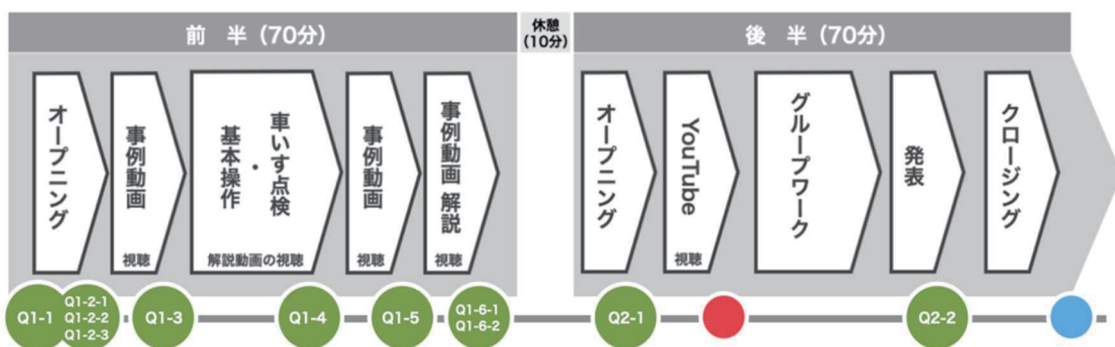 前 半（70分）
休憩
（10分）
後 半（70分）
オープニング
事例動画
視聴
車いす点検
・
基本操作
解説動画の視聴
事例動画
視聴
事例動画 解説
視聴
オープニング
YouTube
視聴
グループワーク
発表
クロージング
Q1-1
Q1-2-1
Q1-2-2
Q1-2-3
Q1-3
Q1-4
Q1-5
Q1-6-1
Q1-6-2
Q2-1
Q2-2